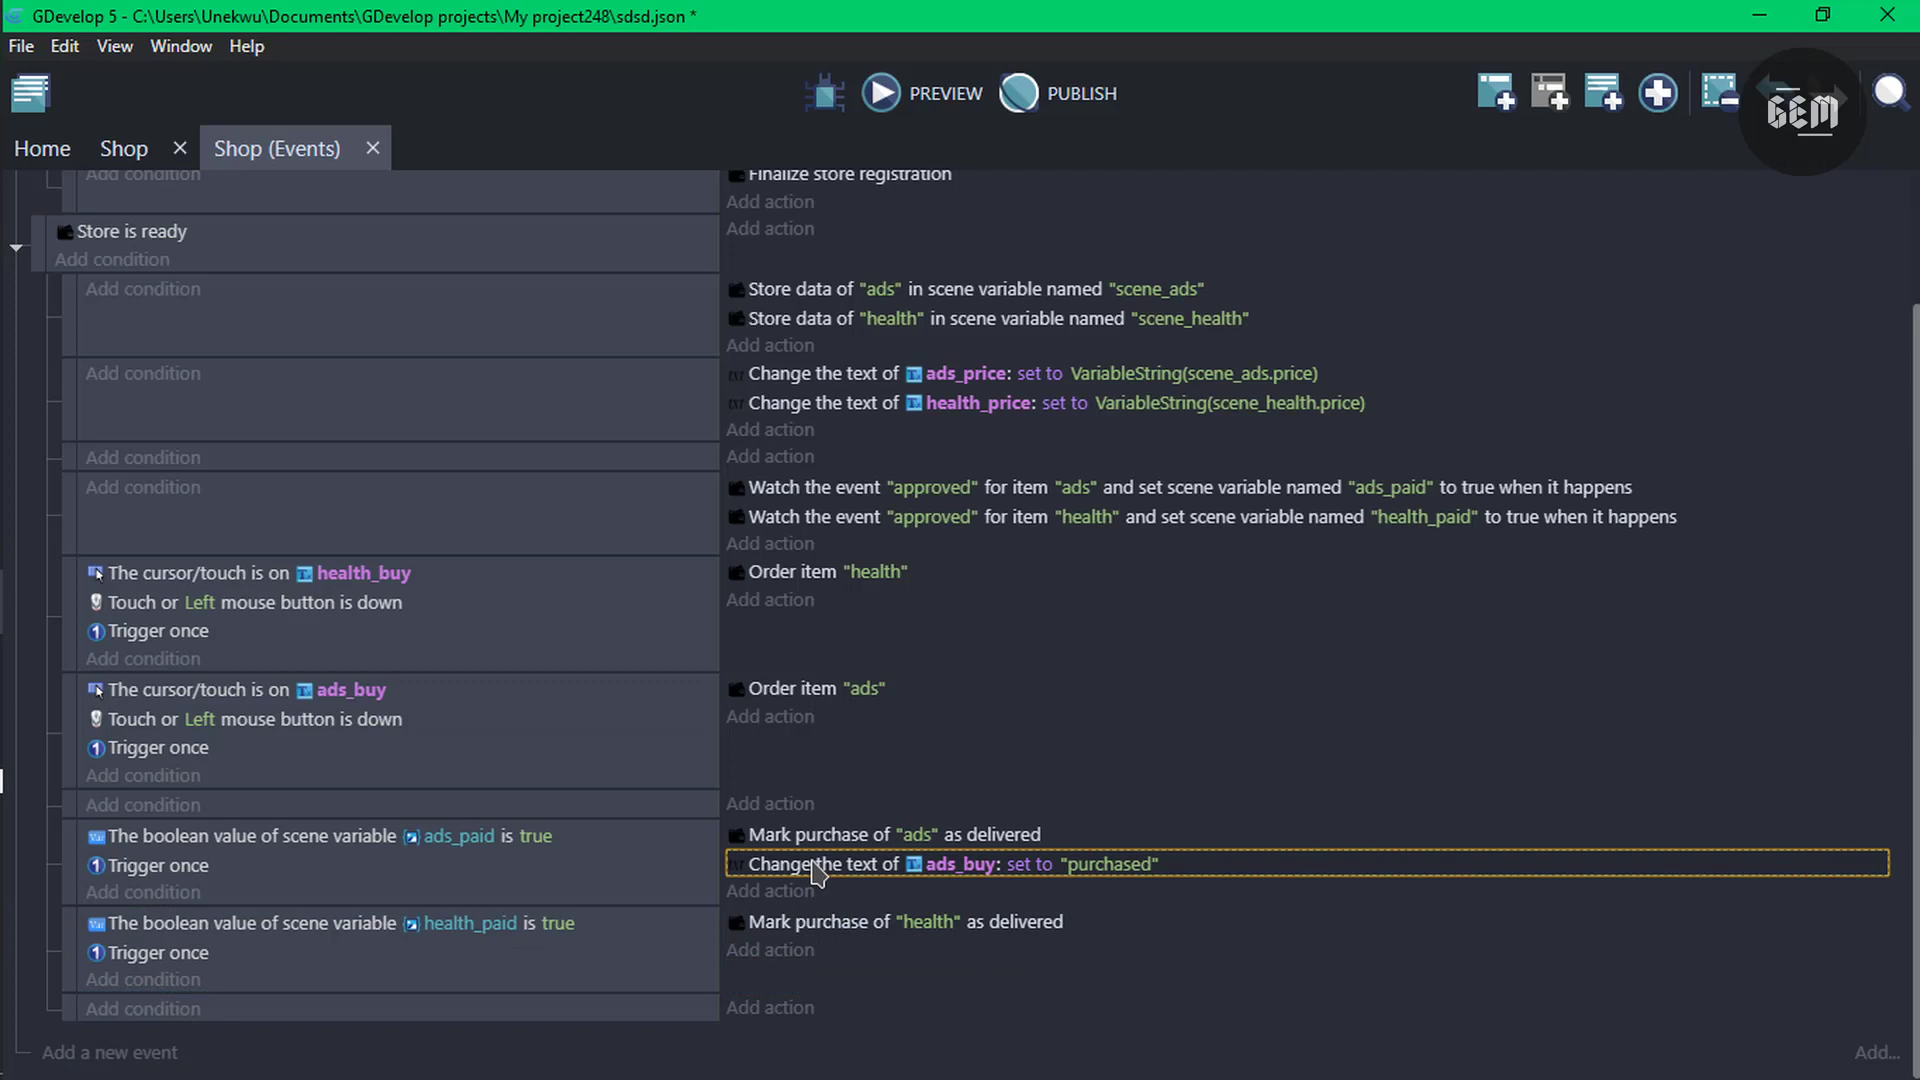 GDevelop 5 - C:\Users\Unekwu\Documents\GDevelop projects\My project248\sdsd.json *
File Edit View Window Help
PREVIEW PUBLISH
GEM
Home Shop Shop (Events)
Add condition Finalize store registration
Add action
Store is ready Add action
Add condition
Add condition Store data of "ads" in scene variable named "scene_ads"
Store data of "health" in scene variable named "scene_health"
Add action
Add condition Change the text of ads_price: set to VariableString(scene_ads.price)
Change the text of health_price: set to VariableString(scene_health.price)
Add action
Add condition Add action
Add condition Watch the event "approved" for item "ads" and set scene variable named "ads_paid" to true when it happens
Watch the event "approved" for item "health" and set scene variable named "health_paid" to true when it happens
Add action
The cursor/touch is on health_buy Order item "health"
Touch or Left mouse button is down Add action
Trigger once
Add condition
The cursor/touch is on ads_buy Order item "ads"
Touch or Left mouse button is down Add action
Trigger once
Add condition
Add condition Add action
The boolean value of scene variable ads_paid is true Mark purchase of "ads" as delivered
Trigger once Change the text of ads_buy: set to "purchased"
Add condition Add action
The boolean value of scene variable health_paid is true Mark purchase of "health" as delivered
Trigger once Add action
Add condition
Add condition Add action
Add a new event Add...